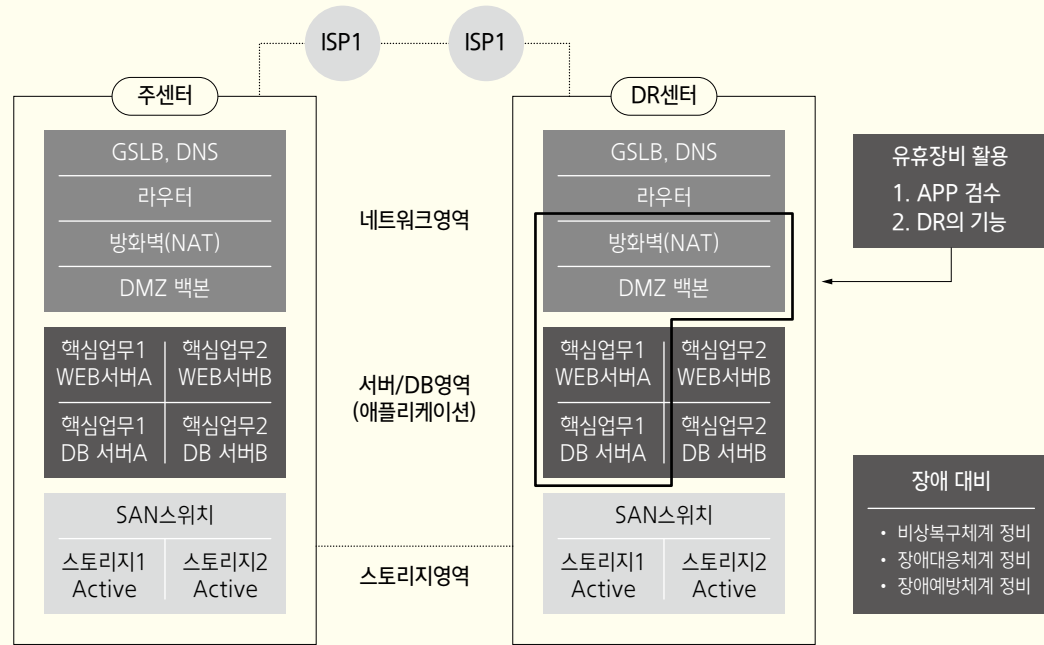 ISP1
ISP1
주센터
GSLB, DNS
라우터
방화벽(NAT)
DMZ 백본
핵심업무1
WEB서버A
핵심업무2
WEB서버B
핵심업무1
DB 서버A
핵심업무2
DB 서버B
SAN스위치
스토리지1
Active
스토리지2
Active
네트워크영역
서버/DB영역
(애플리케이션)
스토리지영역
DR센터
GSLB, DNS
라우터
방화벽(NAT)
DMZ 백본
핵심업무1
WEB서버A
핵심업무2
WEB서버B
핵심업무1
DB 서버A
핵심업무2
DB 서버B
SAN스위치
스토리지1
Active
스토리지2
Active
유휴장비 활용
1. APP 검수
2. DR의 기능
장애 대비
• 비상복구체계 정비
• 장애대응체계 정비
• 장애예방체계 정비